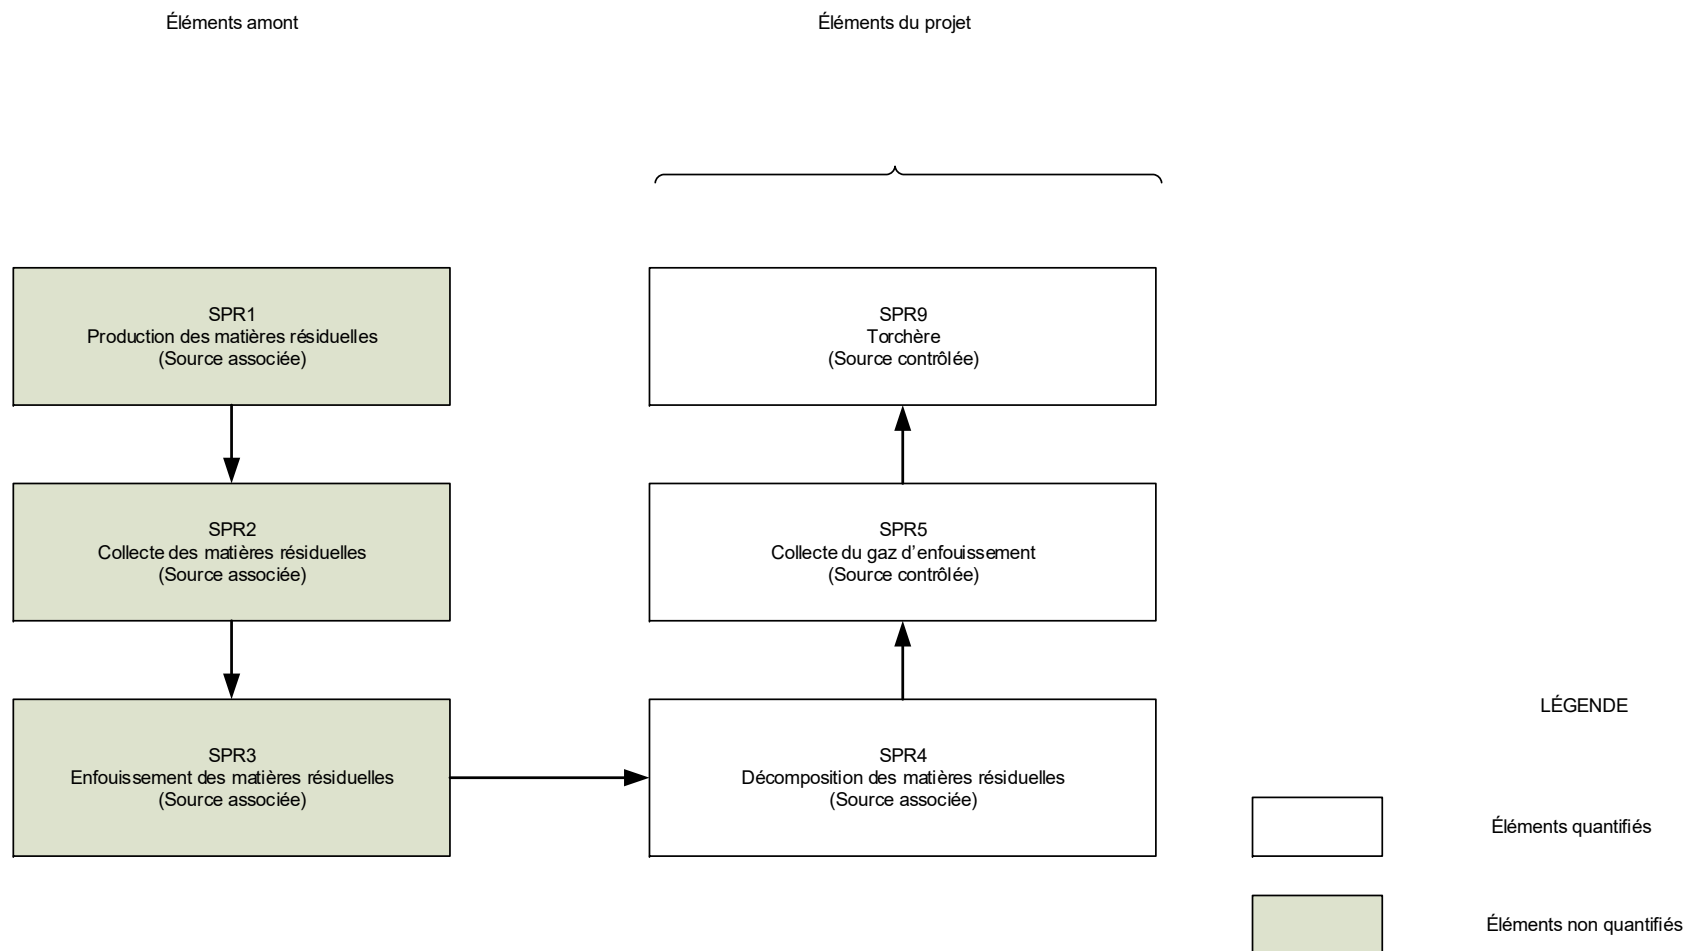 Éléments amont
Éléments du projet
SPR1
Production des matières résiduelles
(Source associée)
SPR2
Collecte des matières résiduelles
(Source associée)
SPR3
Enfouissement des matières résiduelles
(Source associée)
SPR9
Torchère
(Source contrôlée)
SPR5
Collecte du gaz d'enfouissement
(Source contrôlée)
SPR4
Décomposition des matières résiduelles
(Source associée)
LÉGENDE
Éléments quantifiés
Éléments non quantifiés